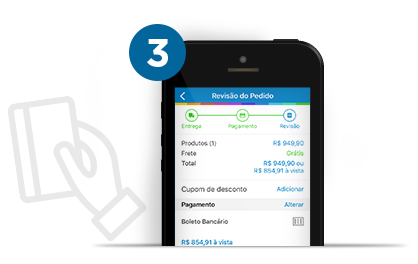 3
Revisão do Pedido
Entrega Pagamento Revisão
Produtos (1) R$ 949,90
Frete Grátis
Total R$ 949,90 ou
R$ 854,91 à vista
Cupom de desconto Adicionar
Pagamento Alterar
Boleto Bancário
R$ 854,91 à vista